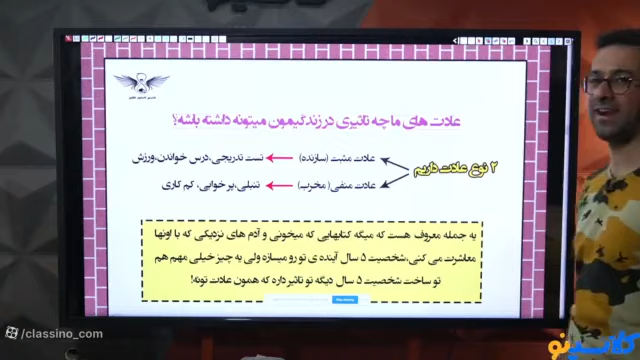 عادت های ما چه تاثیری در زندگیمون میتونه داشته باشه؟
۲ نوع عادت داریم
عادت مثبت (سازنده) تست تدریجی، درس خواندن، ورزش
عادت منفی (مخرب) تنبلی، پر خوابی، کم کاری
یه جمله معروف هست که میگه کتابهایی که میخونی و آدم های نزدیکی که با اونها
معاشرت می کنی، شخصیت ۵ سال آینده ی تو رو میسازه ولی یه چیز خیلی مهم هم
تو ساخت شخصیت ۵ سال دیگه تو تاثیر داره که همون عادت تونه!
/classino_com
کلاسینو